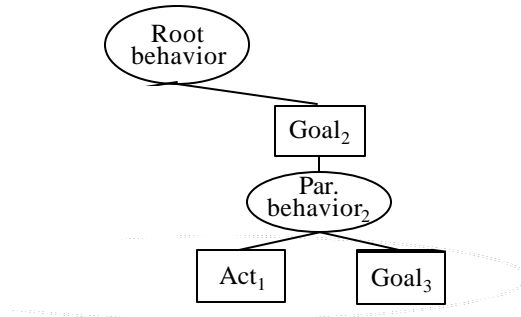 Root
behavior
Goal₂
Par.
behavior₂
Act₁
Goal₃